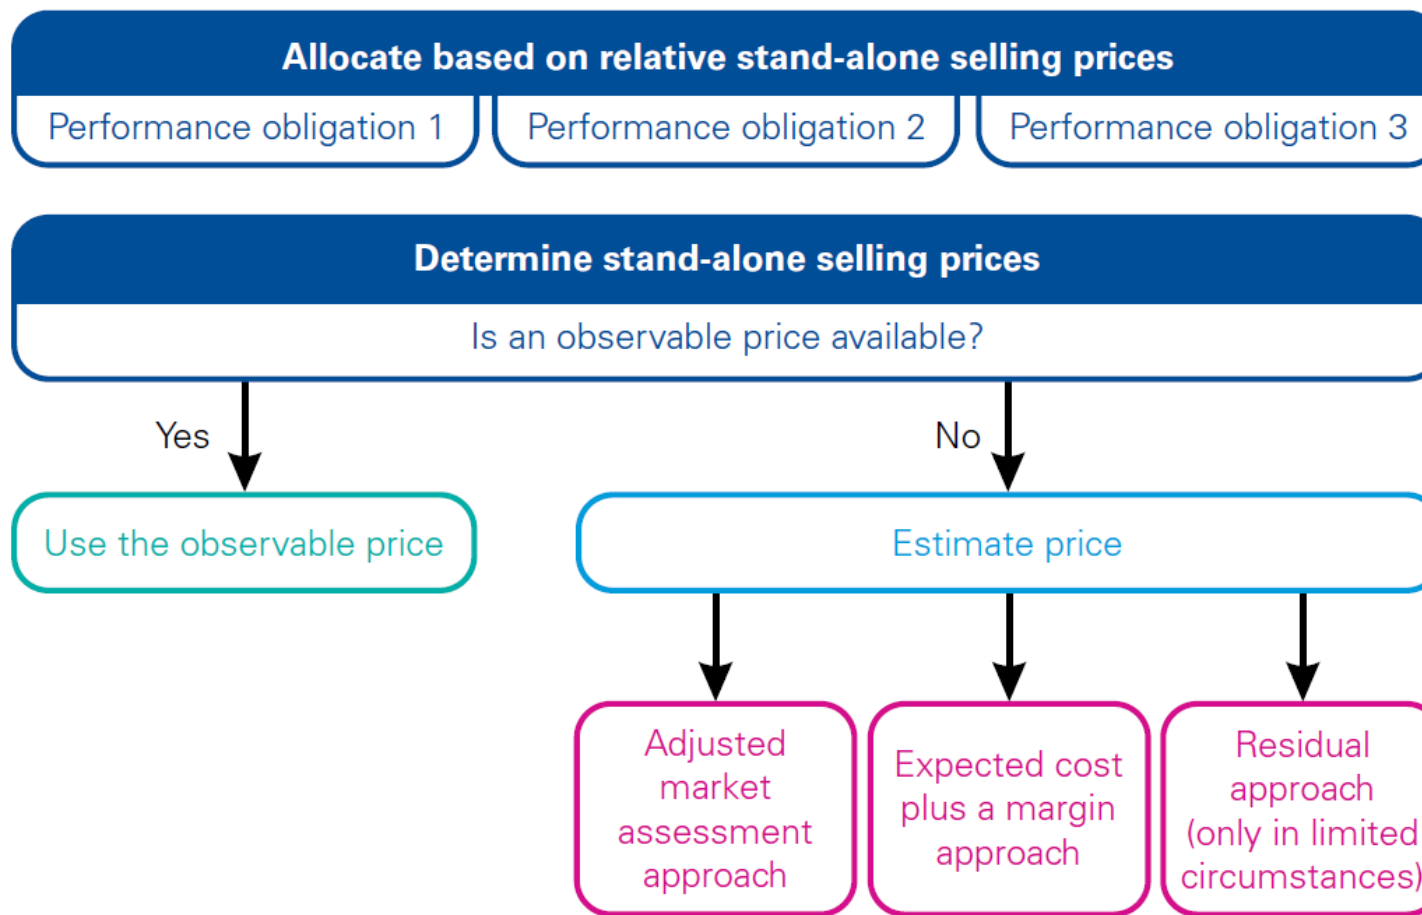 Allocate based on relative stand-alone selling prices
Performance obligation 1
Performance obligation 2
Performance obligation 3
Determine stand-alone selling prices
Is an observable price available?
Yes
No
Use the observable price
Estimate price
Adjusted
market
assessment
approach
Expected cost
plus a margin
approach
Residual
approach
(only in limited
circumstances)